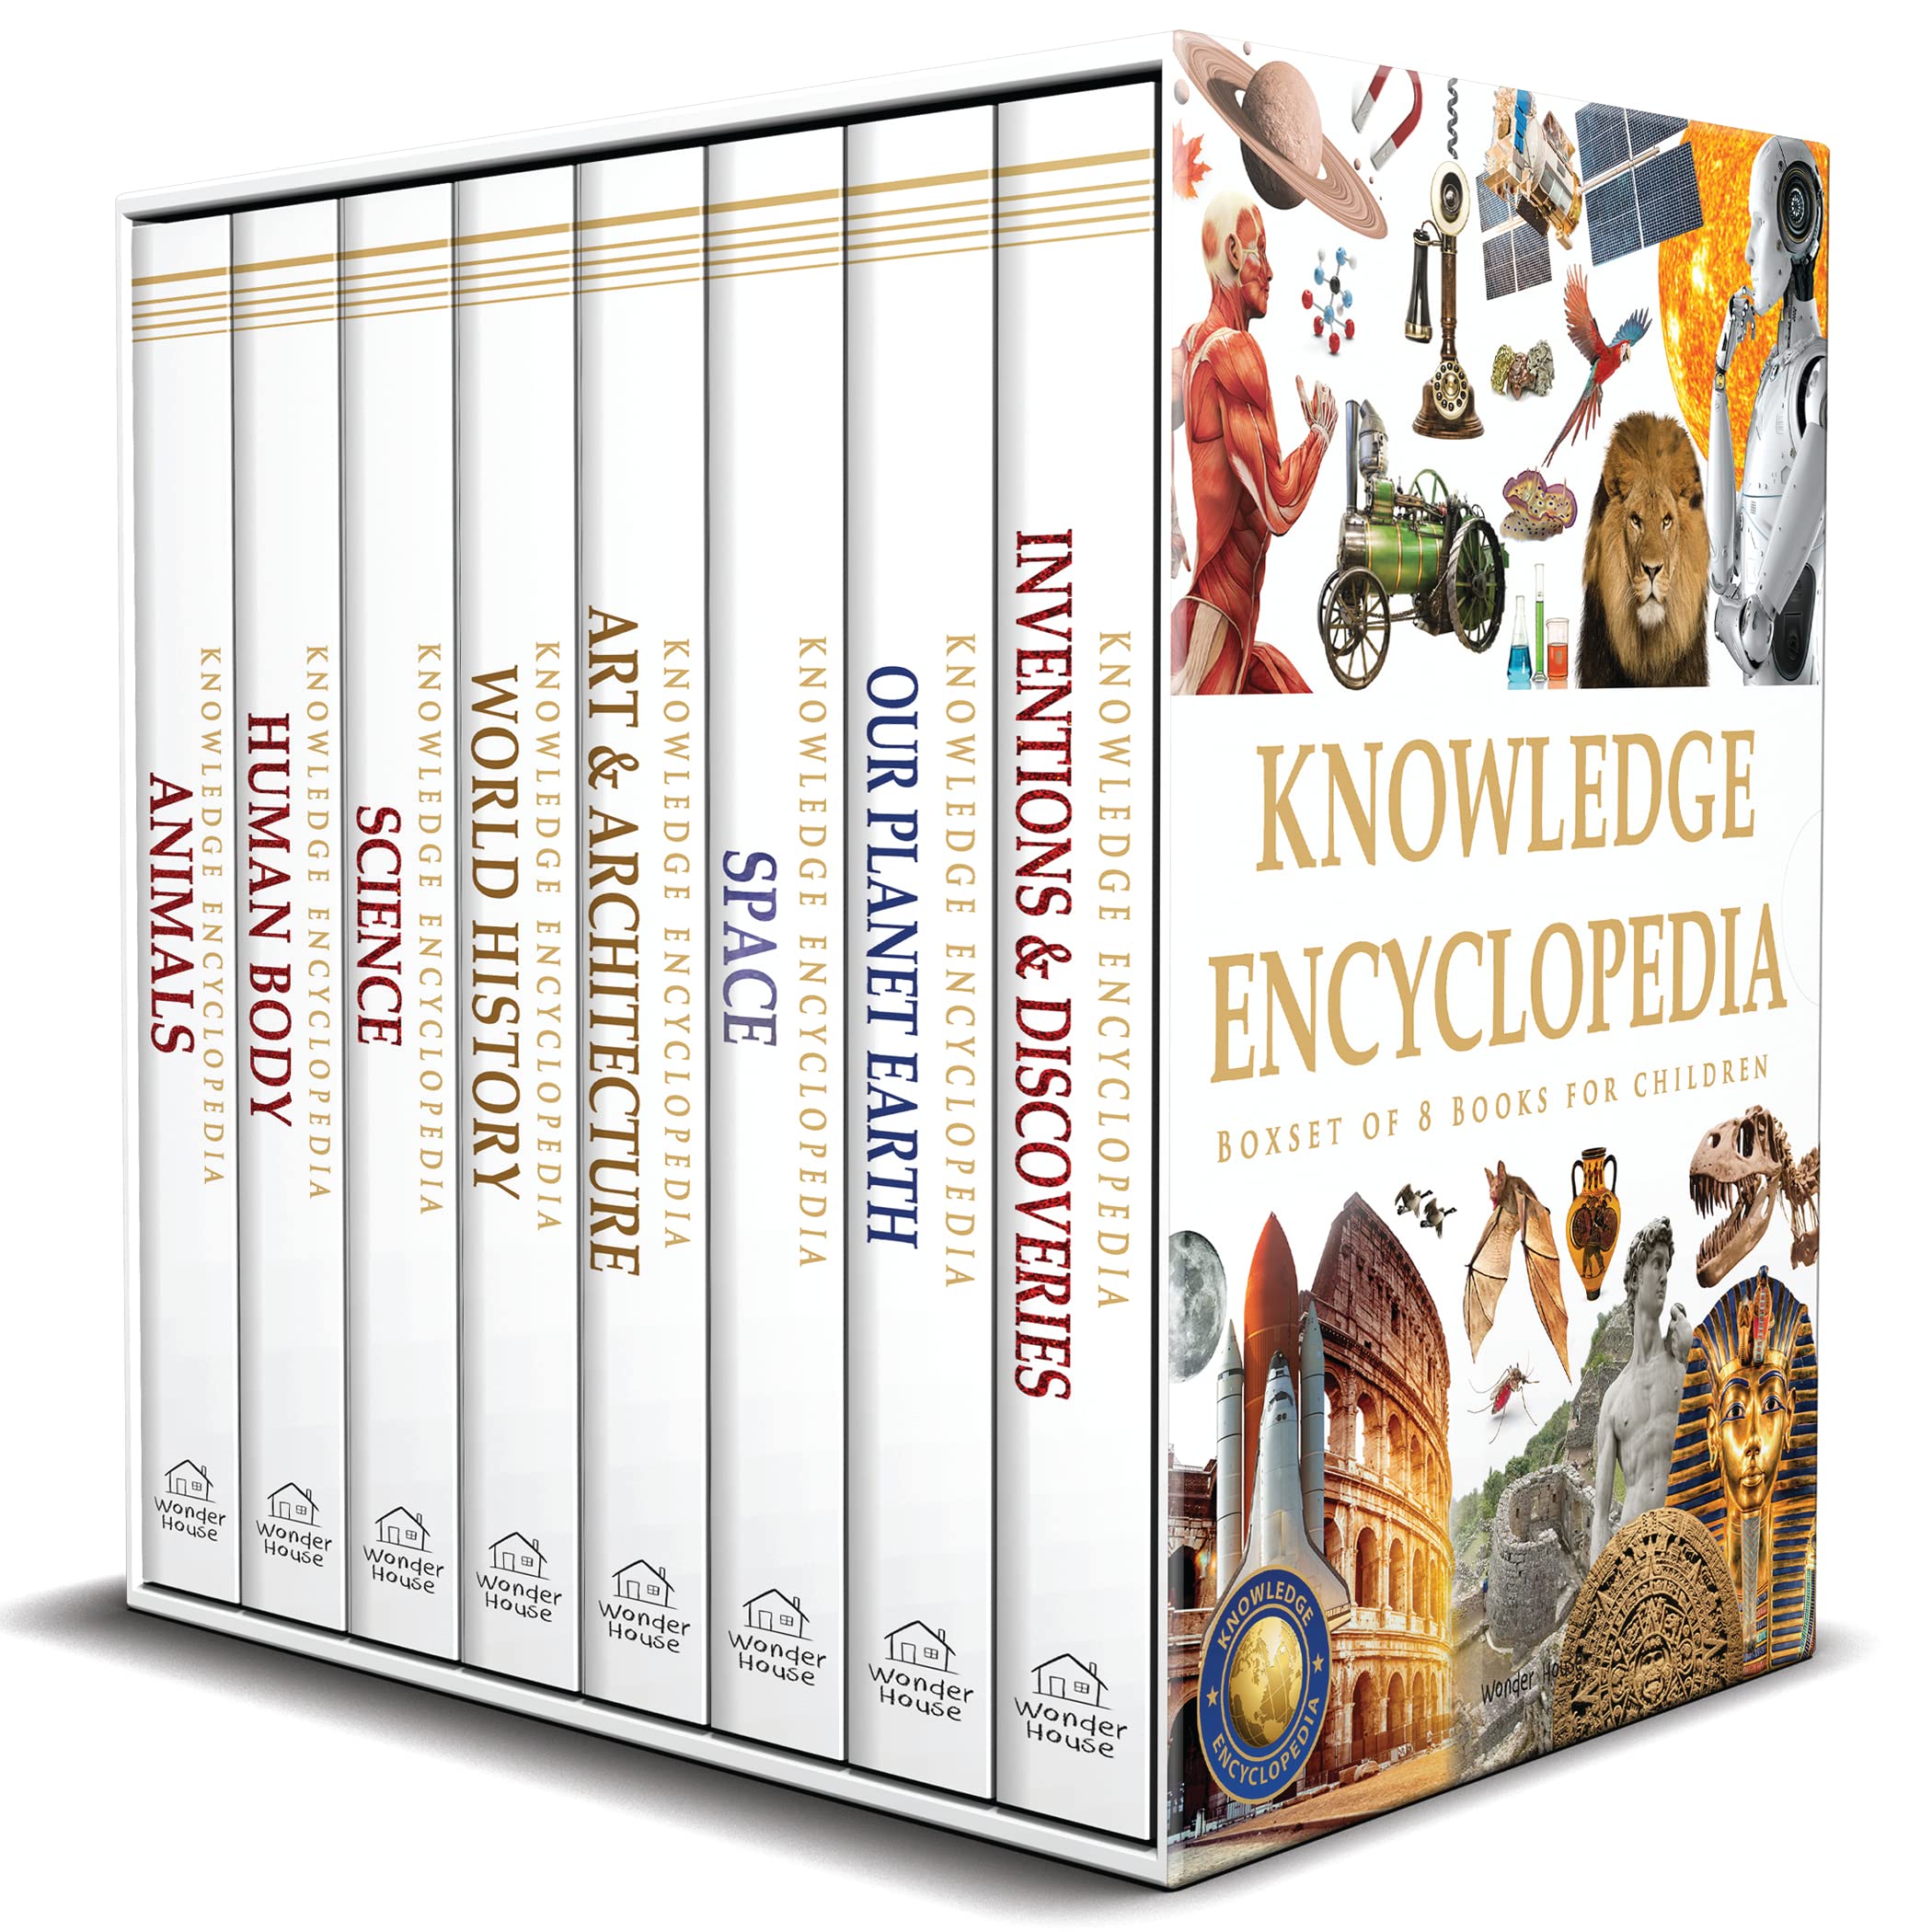 KNOWLEDGE ENCYCLOPEDIA
ANIMALS
Wonder
House
KNOWLEDGE ENCYCLOPEDIA
HUMAN BODY
Wonder
House
KNOWLEDGE ENCYCLOPEDIA
SCIENCE
Wonder
House
KNOWLEDGE ENCYCLOPEDIA
WORLD HISTORY
Wonder
House
KNOWLEDGE ENCYCLOPEDIA
ART & ARCHITECTURE
Wonder
House
KNOWLEDGE ENCYCLOPEDIA
SPACE
Wonder
House
KNOWLEDGE ENCYCLOPEDIA
OUR PLANET EARTH
Wonder
House
KNOWLEDGE ENCYCLOPEDIA
INVENTIONS & DISCOVERIES
Wonder
House
KNOWLEDGE
ENCYCLOPEDIA
BOXSET OF 8 BOOKS FOR CHILDREN
KNOWLEDGE
ENCYCLOPEDIA
Wonder House